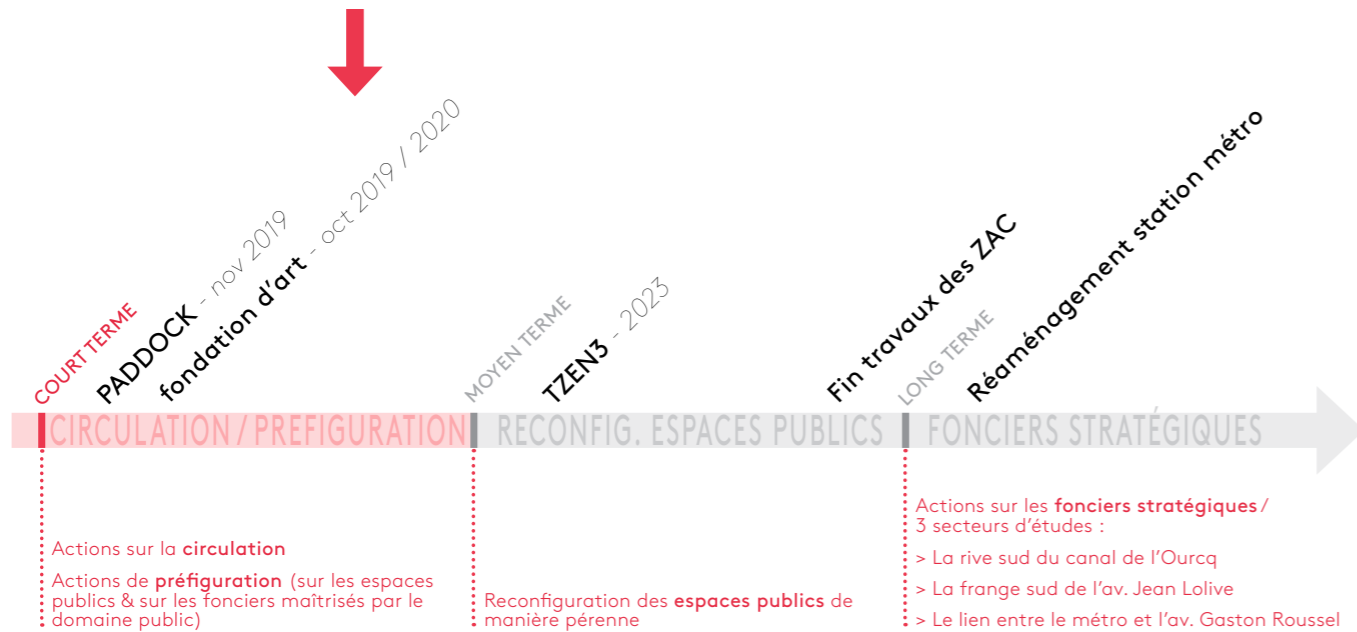 COURT TERME
PADDOCK - nov 2019
fondation d’art - oct 2019 / 2020
MOYEN TERME
TZEN3 - 2023
Fin travaux des ZAC
LONG TERME
Réaménagement station métro
CIRCULATION / PREFIGURATION
RECONFIG. ESPACES PUBLICS
FONCIERS STRATÉGIQUES
Actions sur la circulation
Actions de préfiguration (sur les espaces
publics & sur les fonciers maîtrisés par le
domaine public)
Reconfiguration des espaces publics de
manière pérenne
Actions sur les fonciers stratégiques /
3 secteurs d’études :
> La rive sud du canal de l’Ourcq
> La frange sud de l’av. Jean Lolive
> Le lien entre le métro et l’av. Gaston Roussel